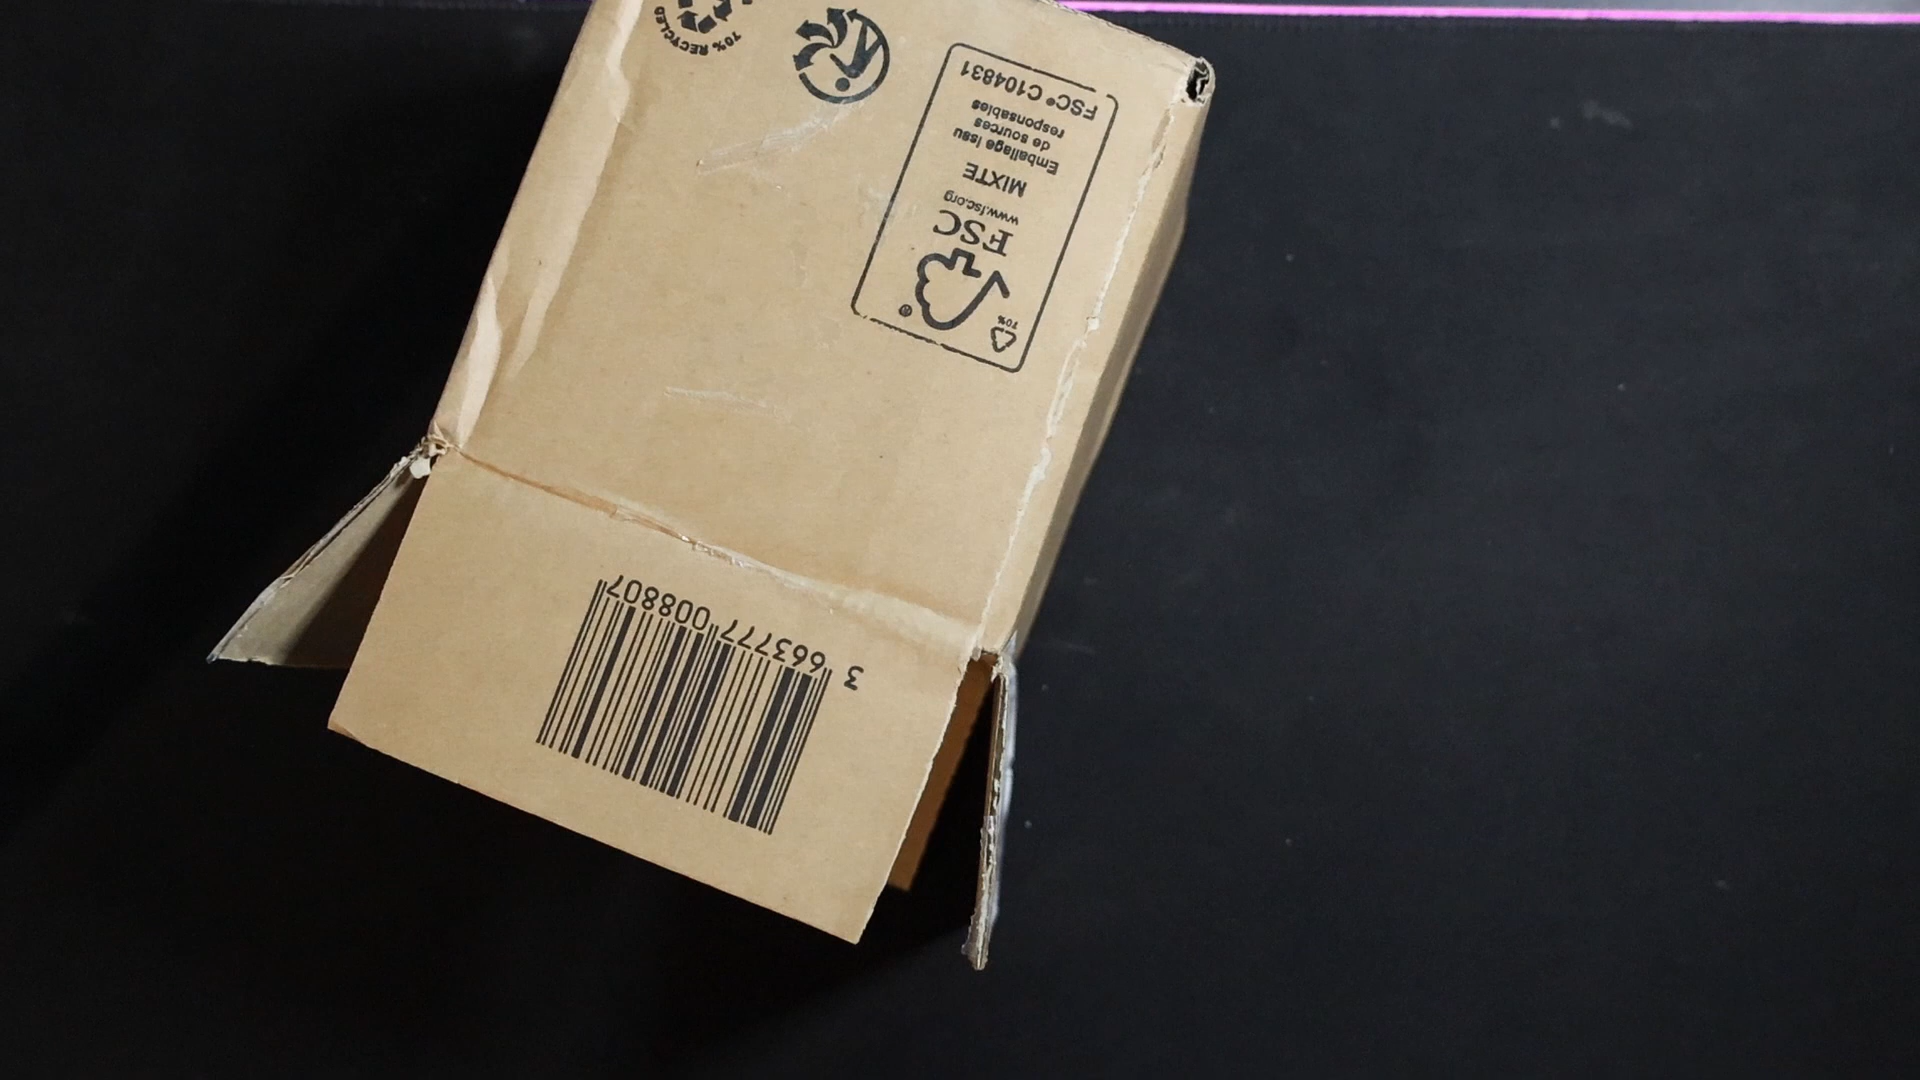 70% RECYCLED
70%
®
FSC
www.fsc.org
MIXTE
Emballage issu
de sources
responsables
FSC® C104831
3 663777 008807